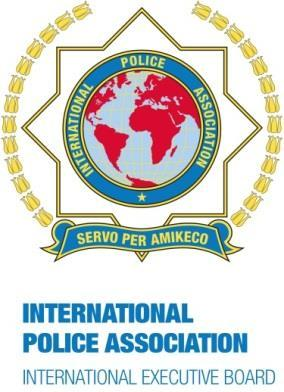 INTERNATIONAL POLICE ASSOCIATION
SERVO PER AMIKECO
INTERNATIONAL
POLICE ASSOCIATION
INTERNATIONAL EXECUTIVE BOARD